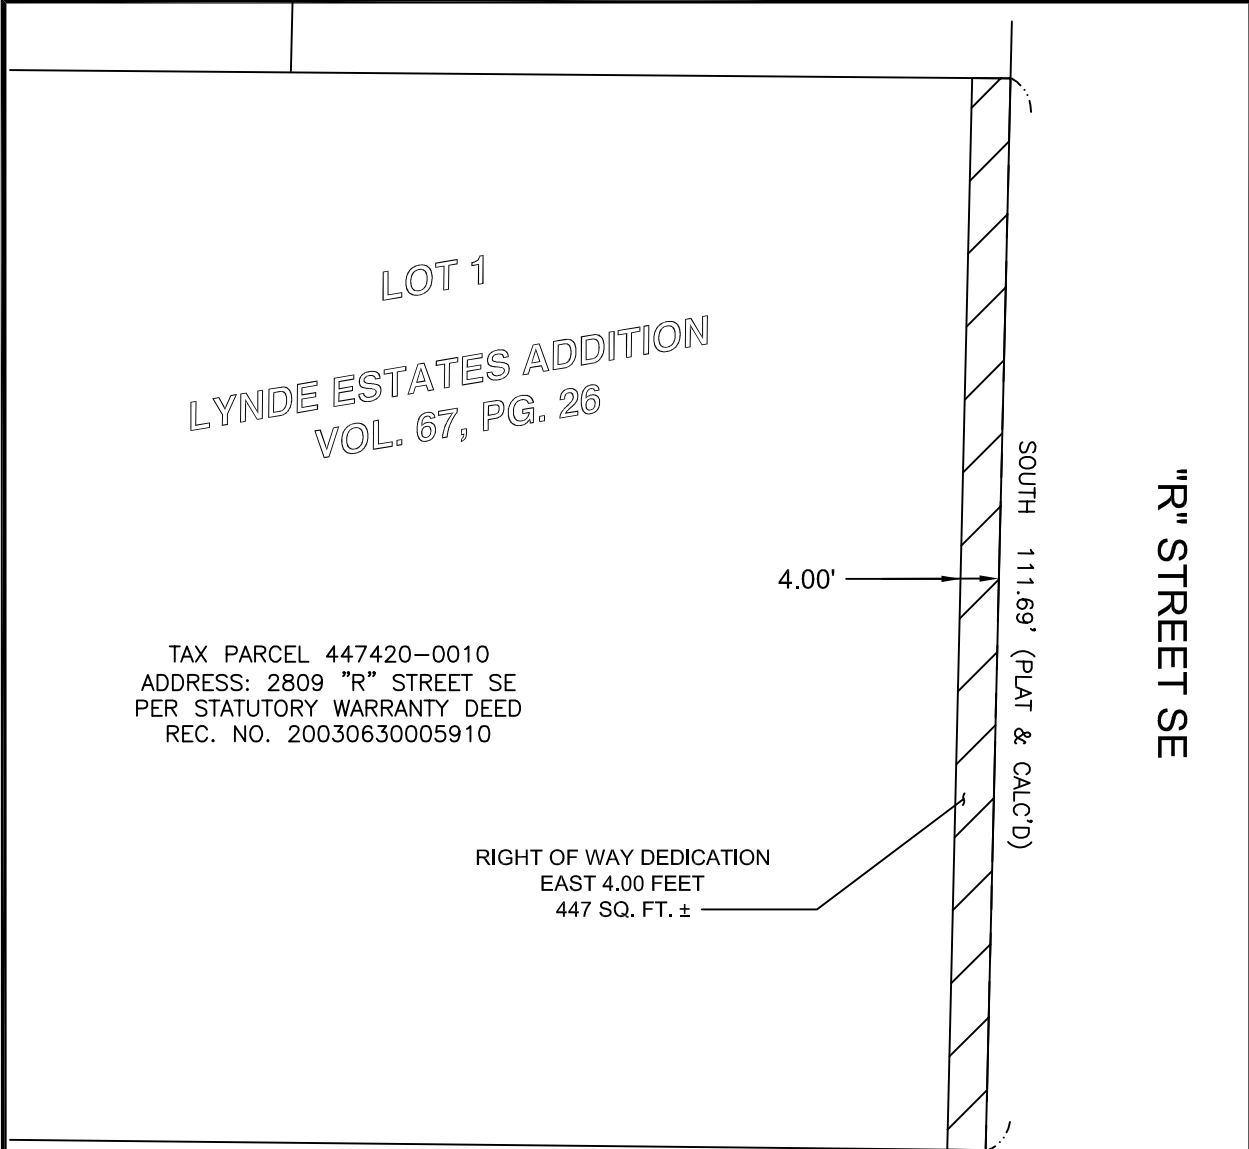 LOT 1
LYNDE ESTATES ADDITION
VOL. 67, PG. 26
SOUTH 111.69' (PLAT & CALC'D)
"R" STREET SE
4.00'
TAX PARCEL 447420-0010
ADDRESS: 2809 "R" STREET SE
PER STATUTORY WARRANTY DEED
REC. NO. 20030630005910
RIGHT OF WAY DEDICATION
EAST 4.00 FEET
447 SQ. FT. ±